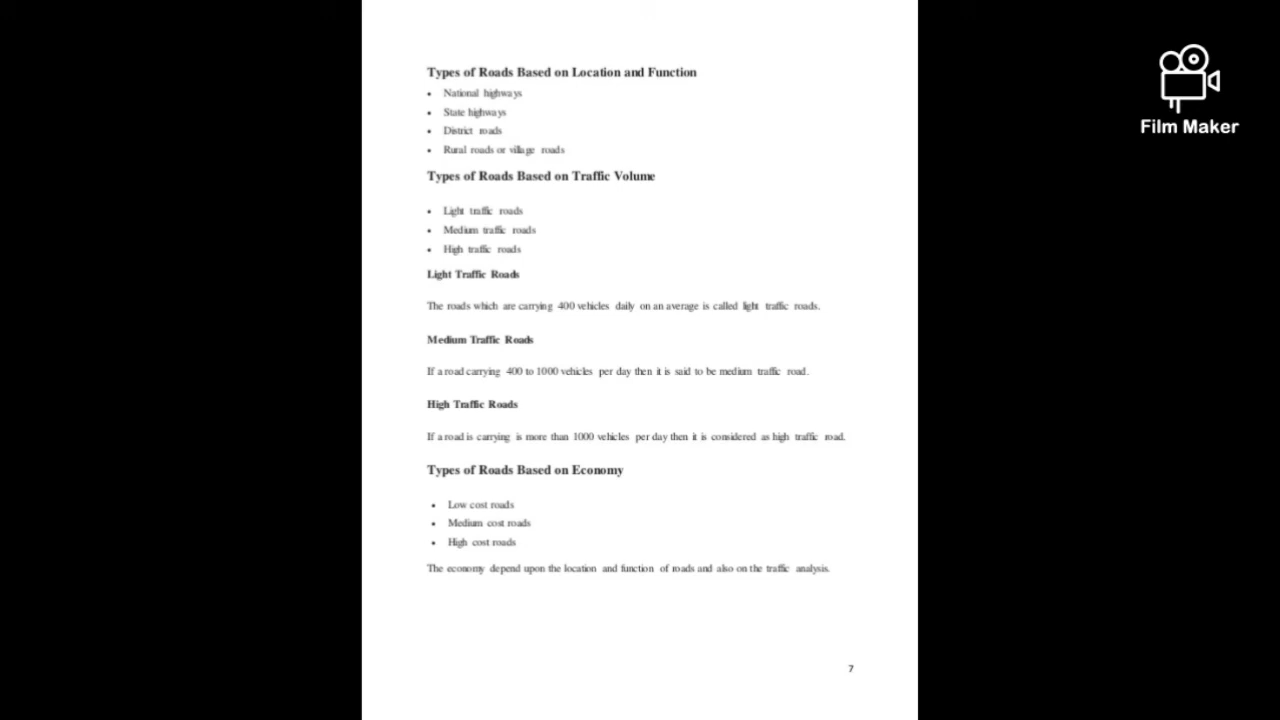 Types of Roads Based on Location and Function
• National highways
• State highways
• District roads
• Rural roads or village roads
Types of Roads Based on Traffic Volume
• Light traffic roads
• Medium traffic roads
• High traffic roads
Light Traffic Roads
The roads which are carrying 400 vehicles daily on an average is called light traffic roads.
Medium Traffic Roads
If a road carrying 400 to 1000 vehicles per day then it is said to be medium traffic road.
High Traffic Roads
If a road is carrying is more than 1000 vehicles per day then it is considered as high traffic road.
Types of Roads Based on Economy
• Low cost roads
• Medium cost roads
• High cost roads
The economy depend upon the location and function of roads and also on the traffic analysis.
7
Film Maker